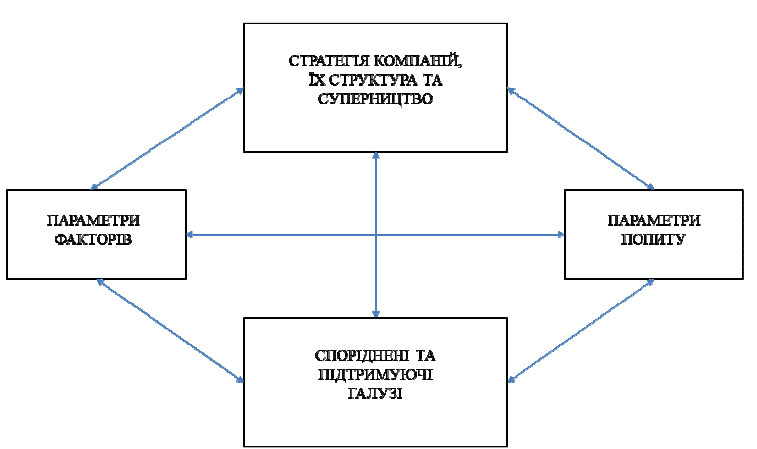 СТРАТЕГІЯ КОМПАНІЙ,
ЇХ СТРУКТУРА ТА
СУПЕРНИЦТВО
ПАРАМЕТРИ
ФАКТОРІВ
ПАРАМЕТРИ
ПОПИТУ
СПОРІДНЕНІ ТА
ПІДТРИМУЮЧІ
ГАЛУЗІ